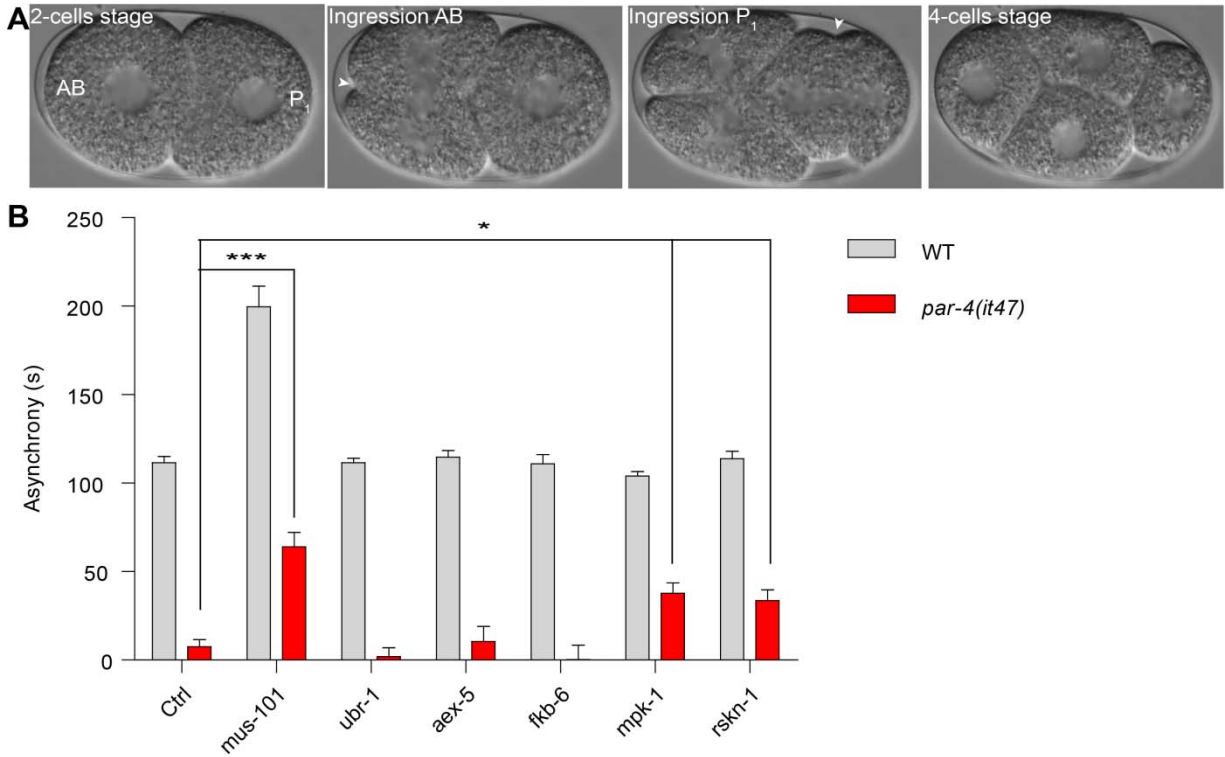 A
2-cells stage
Ingression AB
Ingression P1
4-cells stage
AB
P1
B
250
200
150
100
50
0
Asynchrony (s)
*
***
WT
par-4(it47)
Ctrl
mus-101
ubr-1
aex-5
fkb-6
mpk-1
rskn-1